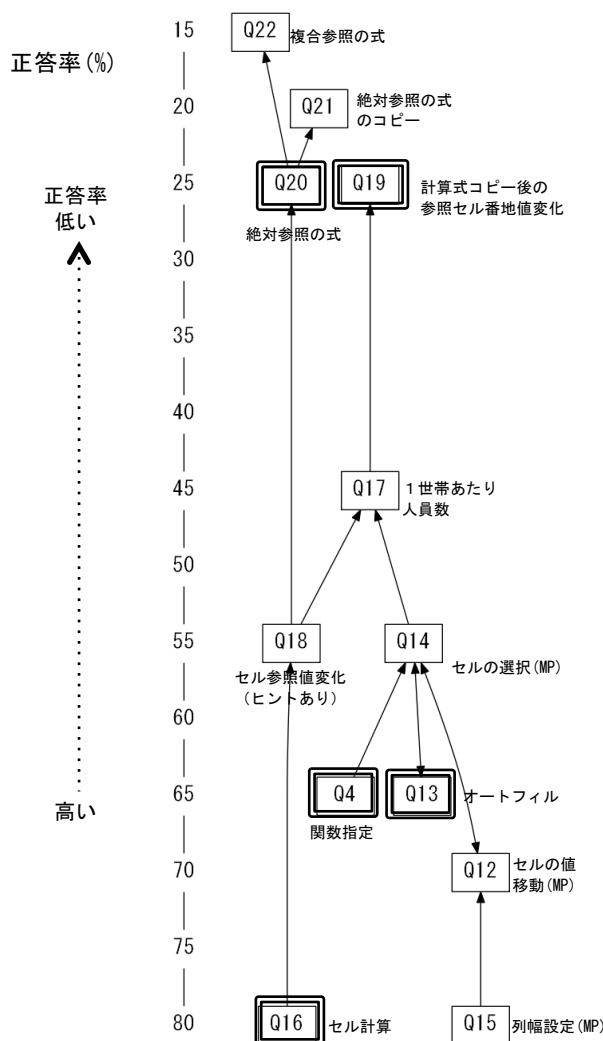 15
Q22
複合参照の式
正答率(%)
20
Q21
絶対参照の式
のコピー
正答率
低い
25
Q20
Q19
計算式コピー後の
参照セル番地値変化
絶対参照の式
30
35
40
45
Q17
1世帯あたり
人員数
50
55
Q18
Q14
セル参照値変化
(ヒントあり)
セルの選択(MP)
60
高い
65
Q4
Q13
オートフィル
関数指定
70
Q12
セルの値
移動(MP)
75
80
Q16
セル計算
Q15
列幅設定(MP)